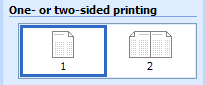 One- or two-sided printing
1 2